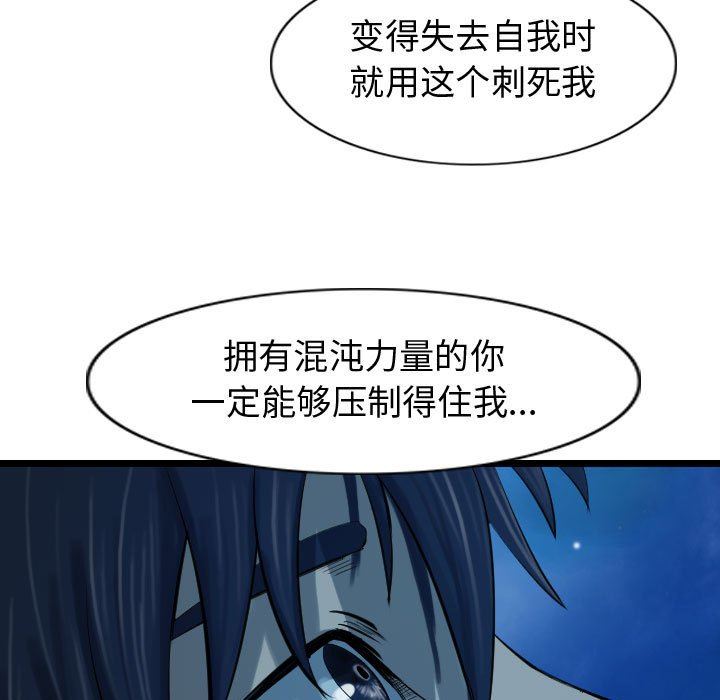 变得失去自我时
就用这个刺死我
拥有混沌力量的你
一定能够压制得住我...